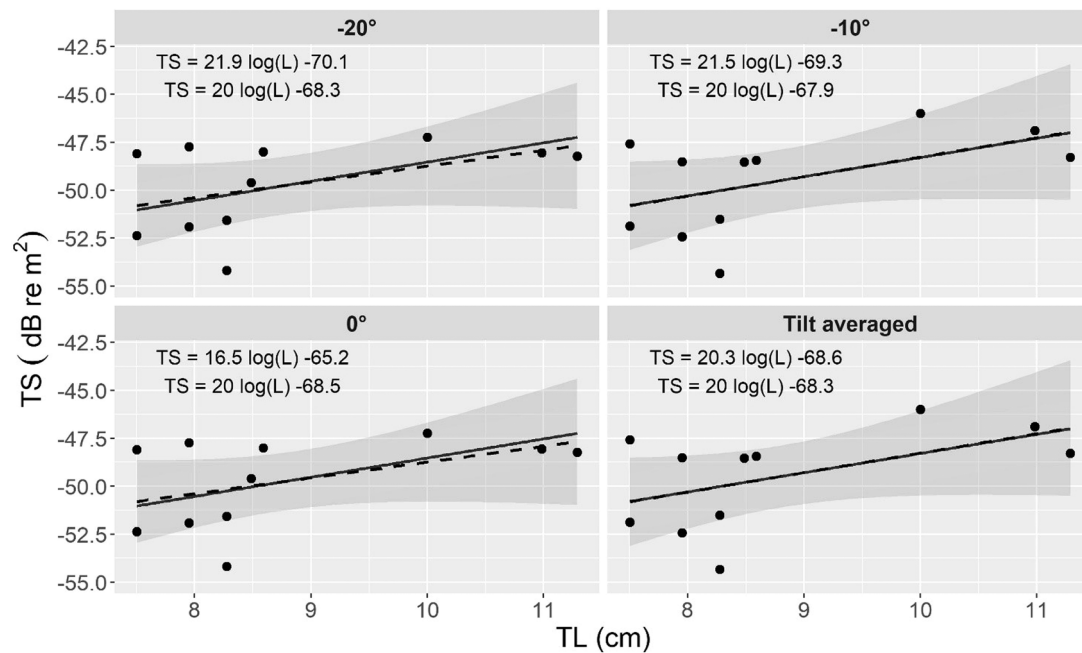 -20°
-10°
TS = 21.9 log(L) -70.1
TS = 20 log(L) -68.3
TS = 21.5 log(L) -69.3
TS = 20 log(L) -67.9
-42.5
-45.0
-47.5
-50.0
-52.5
-55.0
0°
Tilt averaged
TS = 16.5 log(L) -65.2
TS = 20 log(L) -68.5
TS = 20.3 log(L) -68.6
TS = 20 log(L) -68.3
-42.5
-45.0
-47.5
-50.0
-52.5
-55.0
8 9 10 11
8 9 10 11
TL (cm)
TS ( dB re m²)